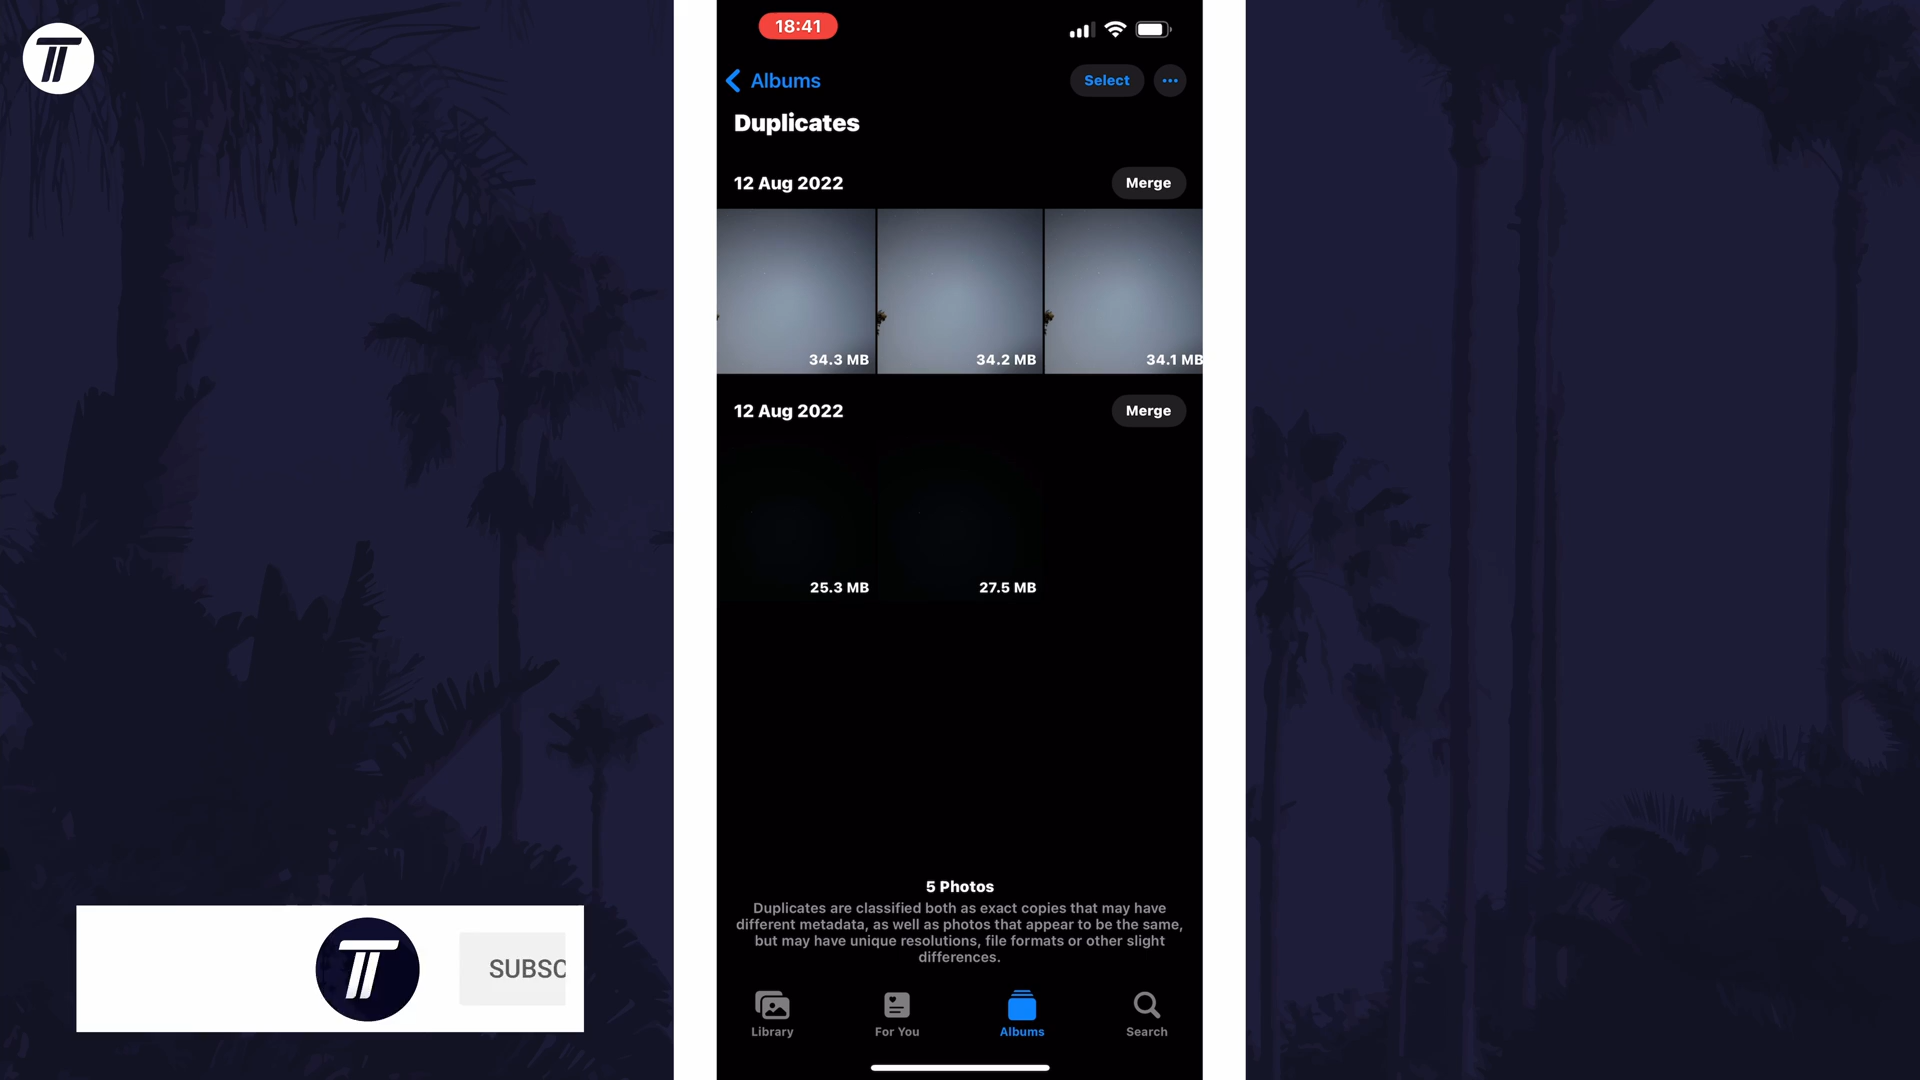 18:41
Albums
Select
Duplicates
12 Aug 2022
Merge
34.3 MB
34.2 MB
34.1 MB
12 Aug 2022
Merge
25.3 MB
27.5 MB
5 Photos
Duplicates are classified both as exact copies that may have
different metadata, as well as photos that appear to be the same,
but may have unique resolutions, file formats or other slight
differences.
SUBSC
Library
For You
Albums
Search